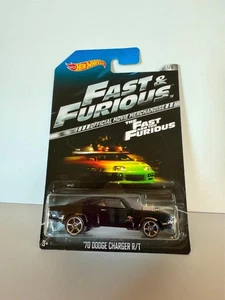 Hot Wheels
FAST &
FURIOUS
OFFICIAL MOVIE MERCHANDISE
THE
FAST AND THE
FURIOUS
'70 DODGE CHARGER R/T